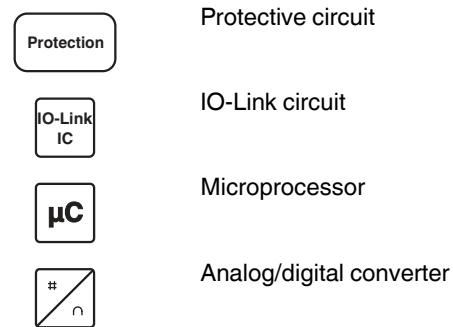 Protection Protective circuit
IO-Link IC IO-Link circuit
µC Microprocessor
# ∩ Analog/digital converter